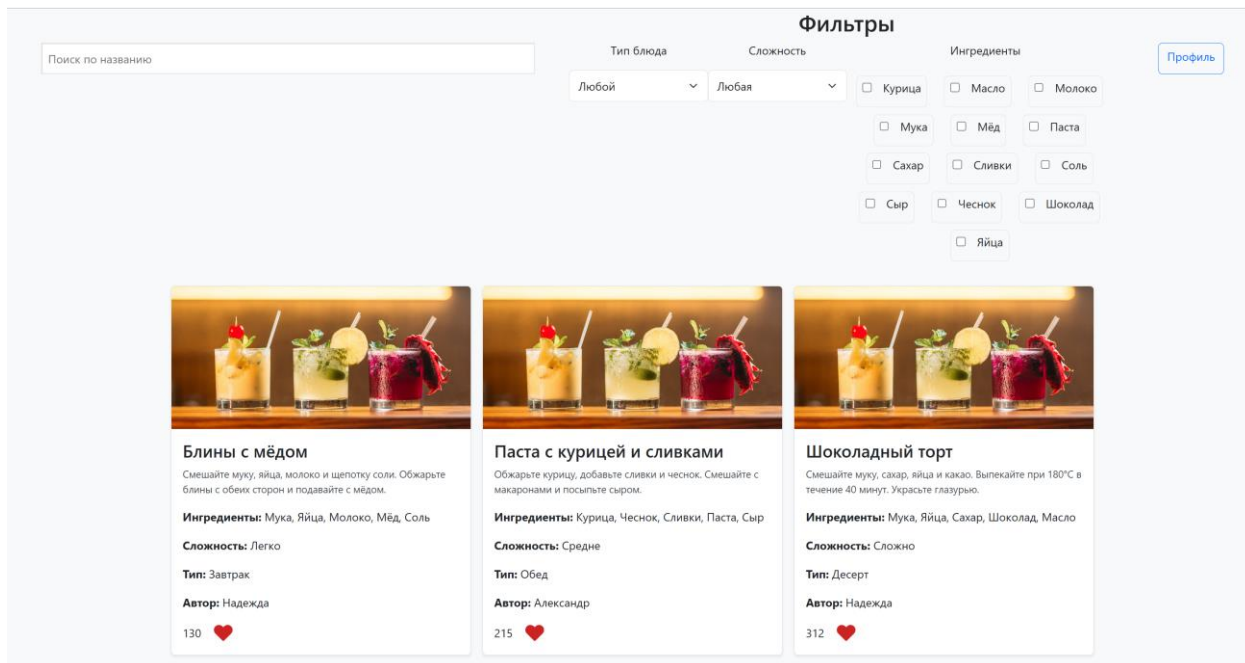 Фильтры
Поиск по названию
Тип блюда
Любой
Сложность
Любая
Ингредиенты
Курица Масло Молоко
Мука Мёд Паста
Сахар Сливки Соль
Сыр Чеснок Шоколад
Яйца
Профиль
Блины с мёдом
Смешайте муку, яйца, молоко и щепотку соли. Обжарьте
блины с обеих сторон и подавайте с мёдом.
Ингредиенты: Мука, Яйца, Молоко, Мёд, Соль
Сложность: Легко
Тип: Завтрак
Автор: Надежда
130
Паста с курицей и сливками
Обжарьте курицу, добавьте сливки и чеснок. Смешайте с
макаронами и посыпьте сыром.
Ингредиенты: Курица, Чеснок, Сливки, Паста, Сыр
Сложность: Средне
Тип: Обед
Автор: Александр
215
Шоколадный торт
Смешайте муку, сахар, яйца и какао. Выпекайте при 180°C в
течение 40 минут. Украсьте глазурью.
Ингредиенты: Мука, Яйца, Сахар, Шоколад, Масло
Сложность: Сложно
Тип: Десерт
Автор: Надежда
312